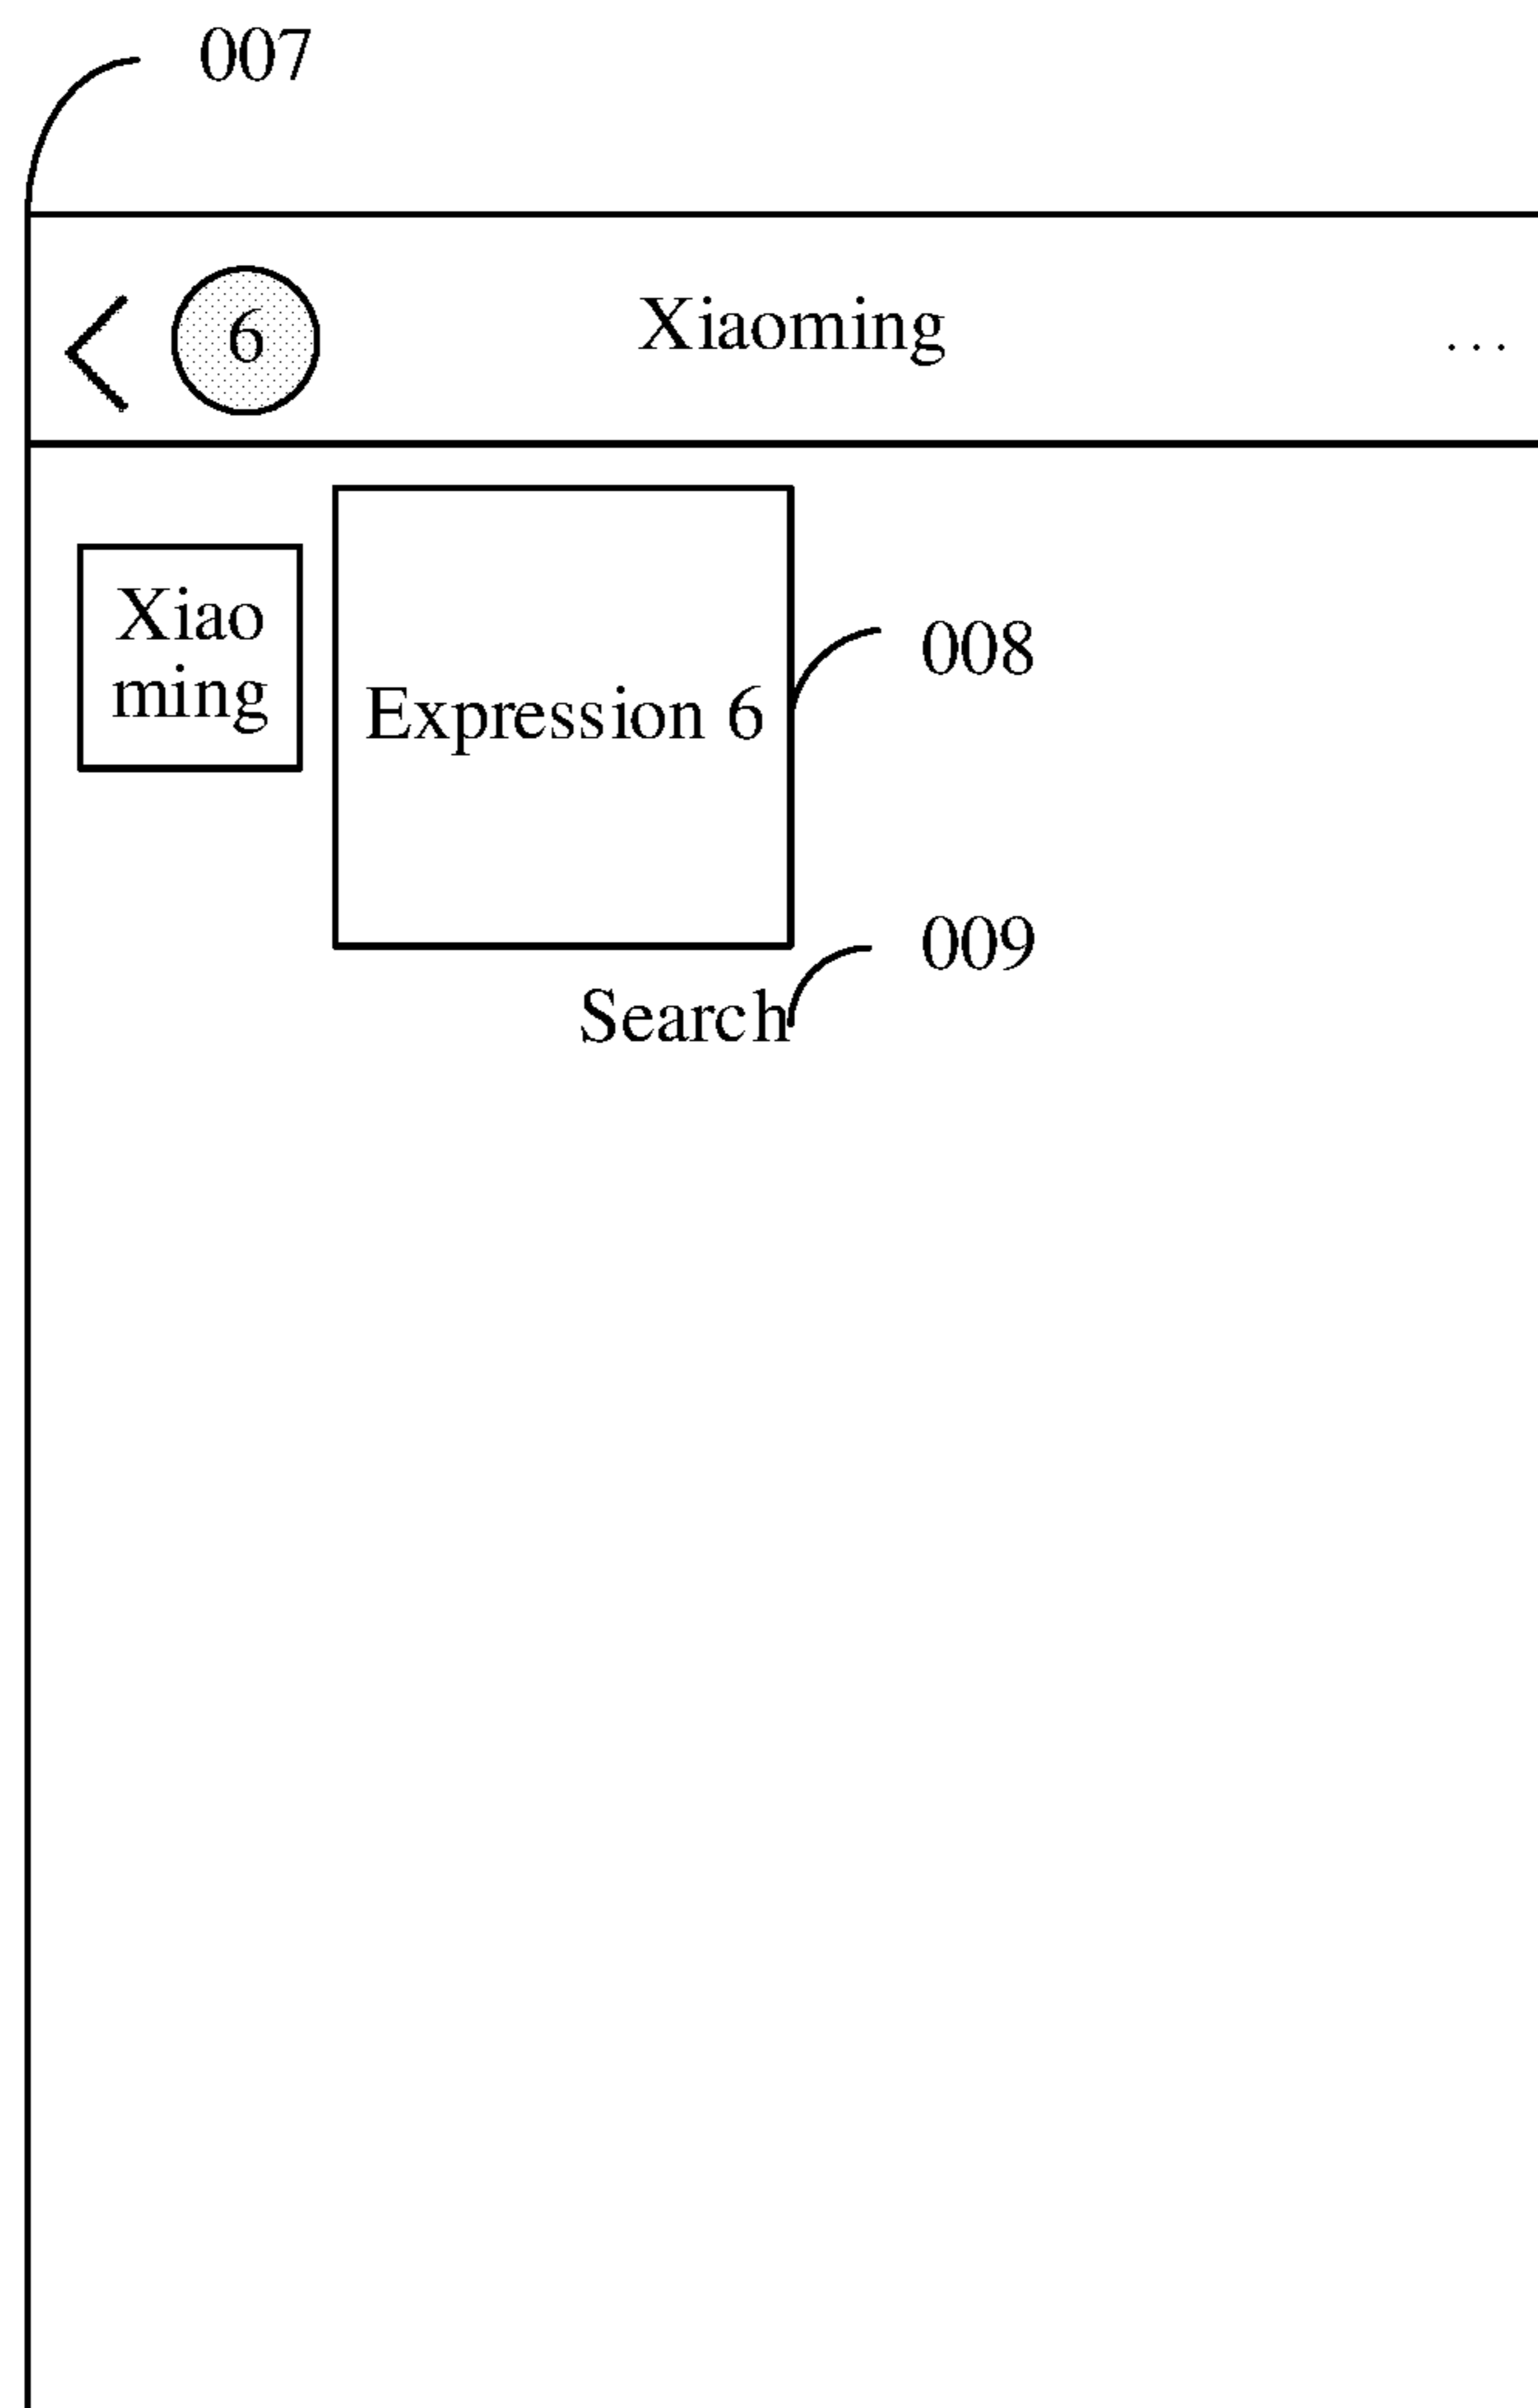 007
6
Xiaoming
...
Xiao
ming
Expression 6
008
009
Search